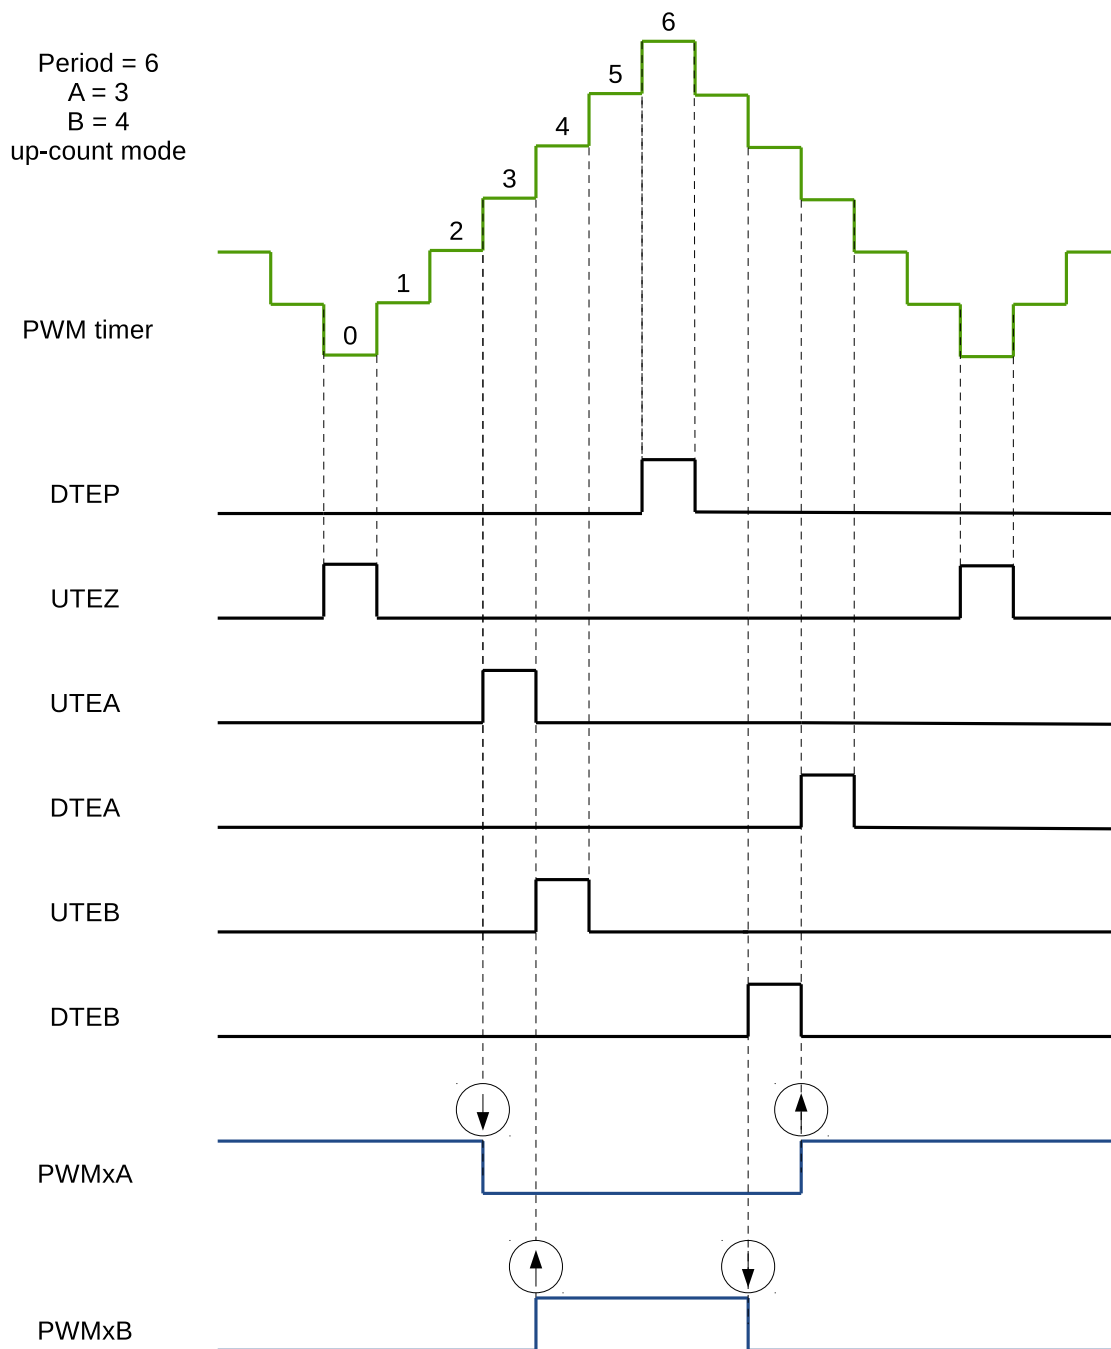 Period = 6
A = 3
B = 4
up-count mode
6
5
4
3
2
1
0
PWM timer
DTEP
UTEZ
UTEA
DTEA
UTEB
DTEB
PWMxA
PWMxB